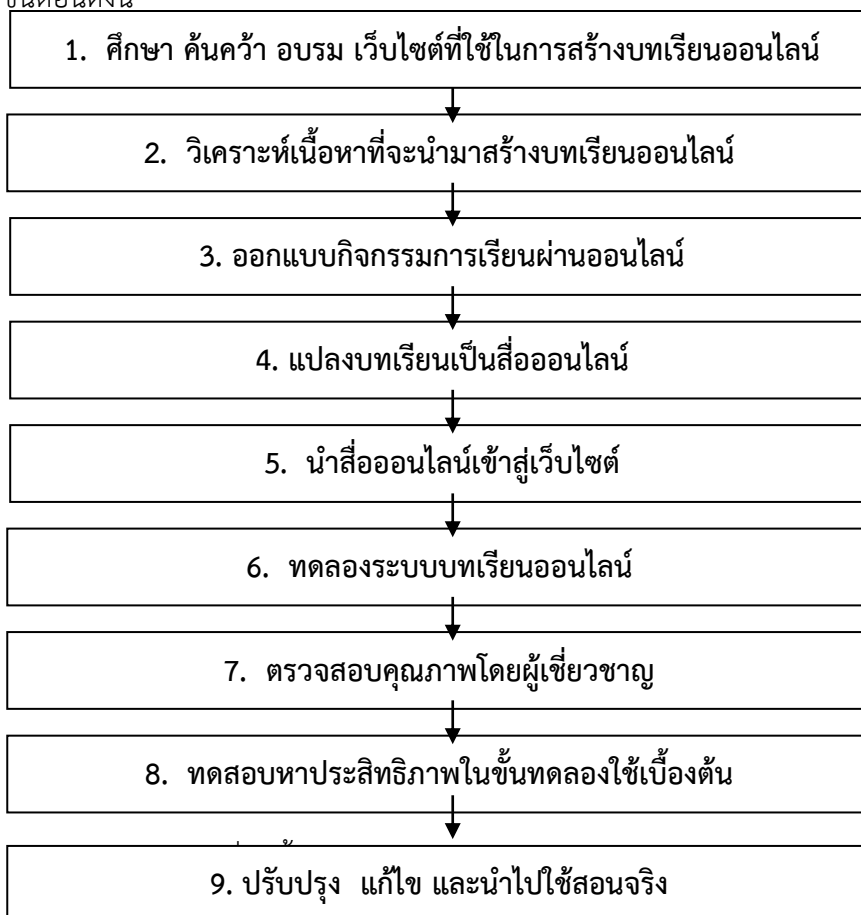 ขั้นตอนดังนี้
1. ศึกษา ค้นคว้า อบรม เว็บไซต์ที่ใช้ในการสร้างบทเรียนออนไลน์
2. วิเคราะห์เนื้อหาที่จะนำมาสร้างบทเรียนออนไลน์
3. ออกแบบกิจกรรมการเรียนผ่านออนไลน์
4. แปลงบทเรียนเป็นสื่อออนไลน์
5. นำสื่อออนไลน์เข้าสู่เว็บไซต์
6. ทดลองระบบบทเรียนออนไลน์
7. ตรวจสอบคุณภาพโดยผู้เชี่ยวชาญ
8. ทดสอบหาประสิทธิภาพในขั้นทดลองใช้เบื้องต้น
9. ปรับปรุง แก้ไข และนำไปใช้สอนจริง